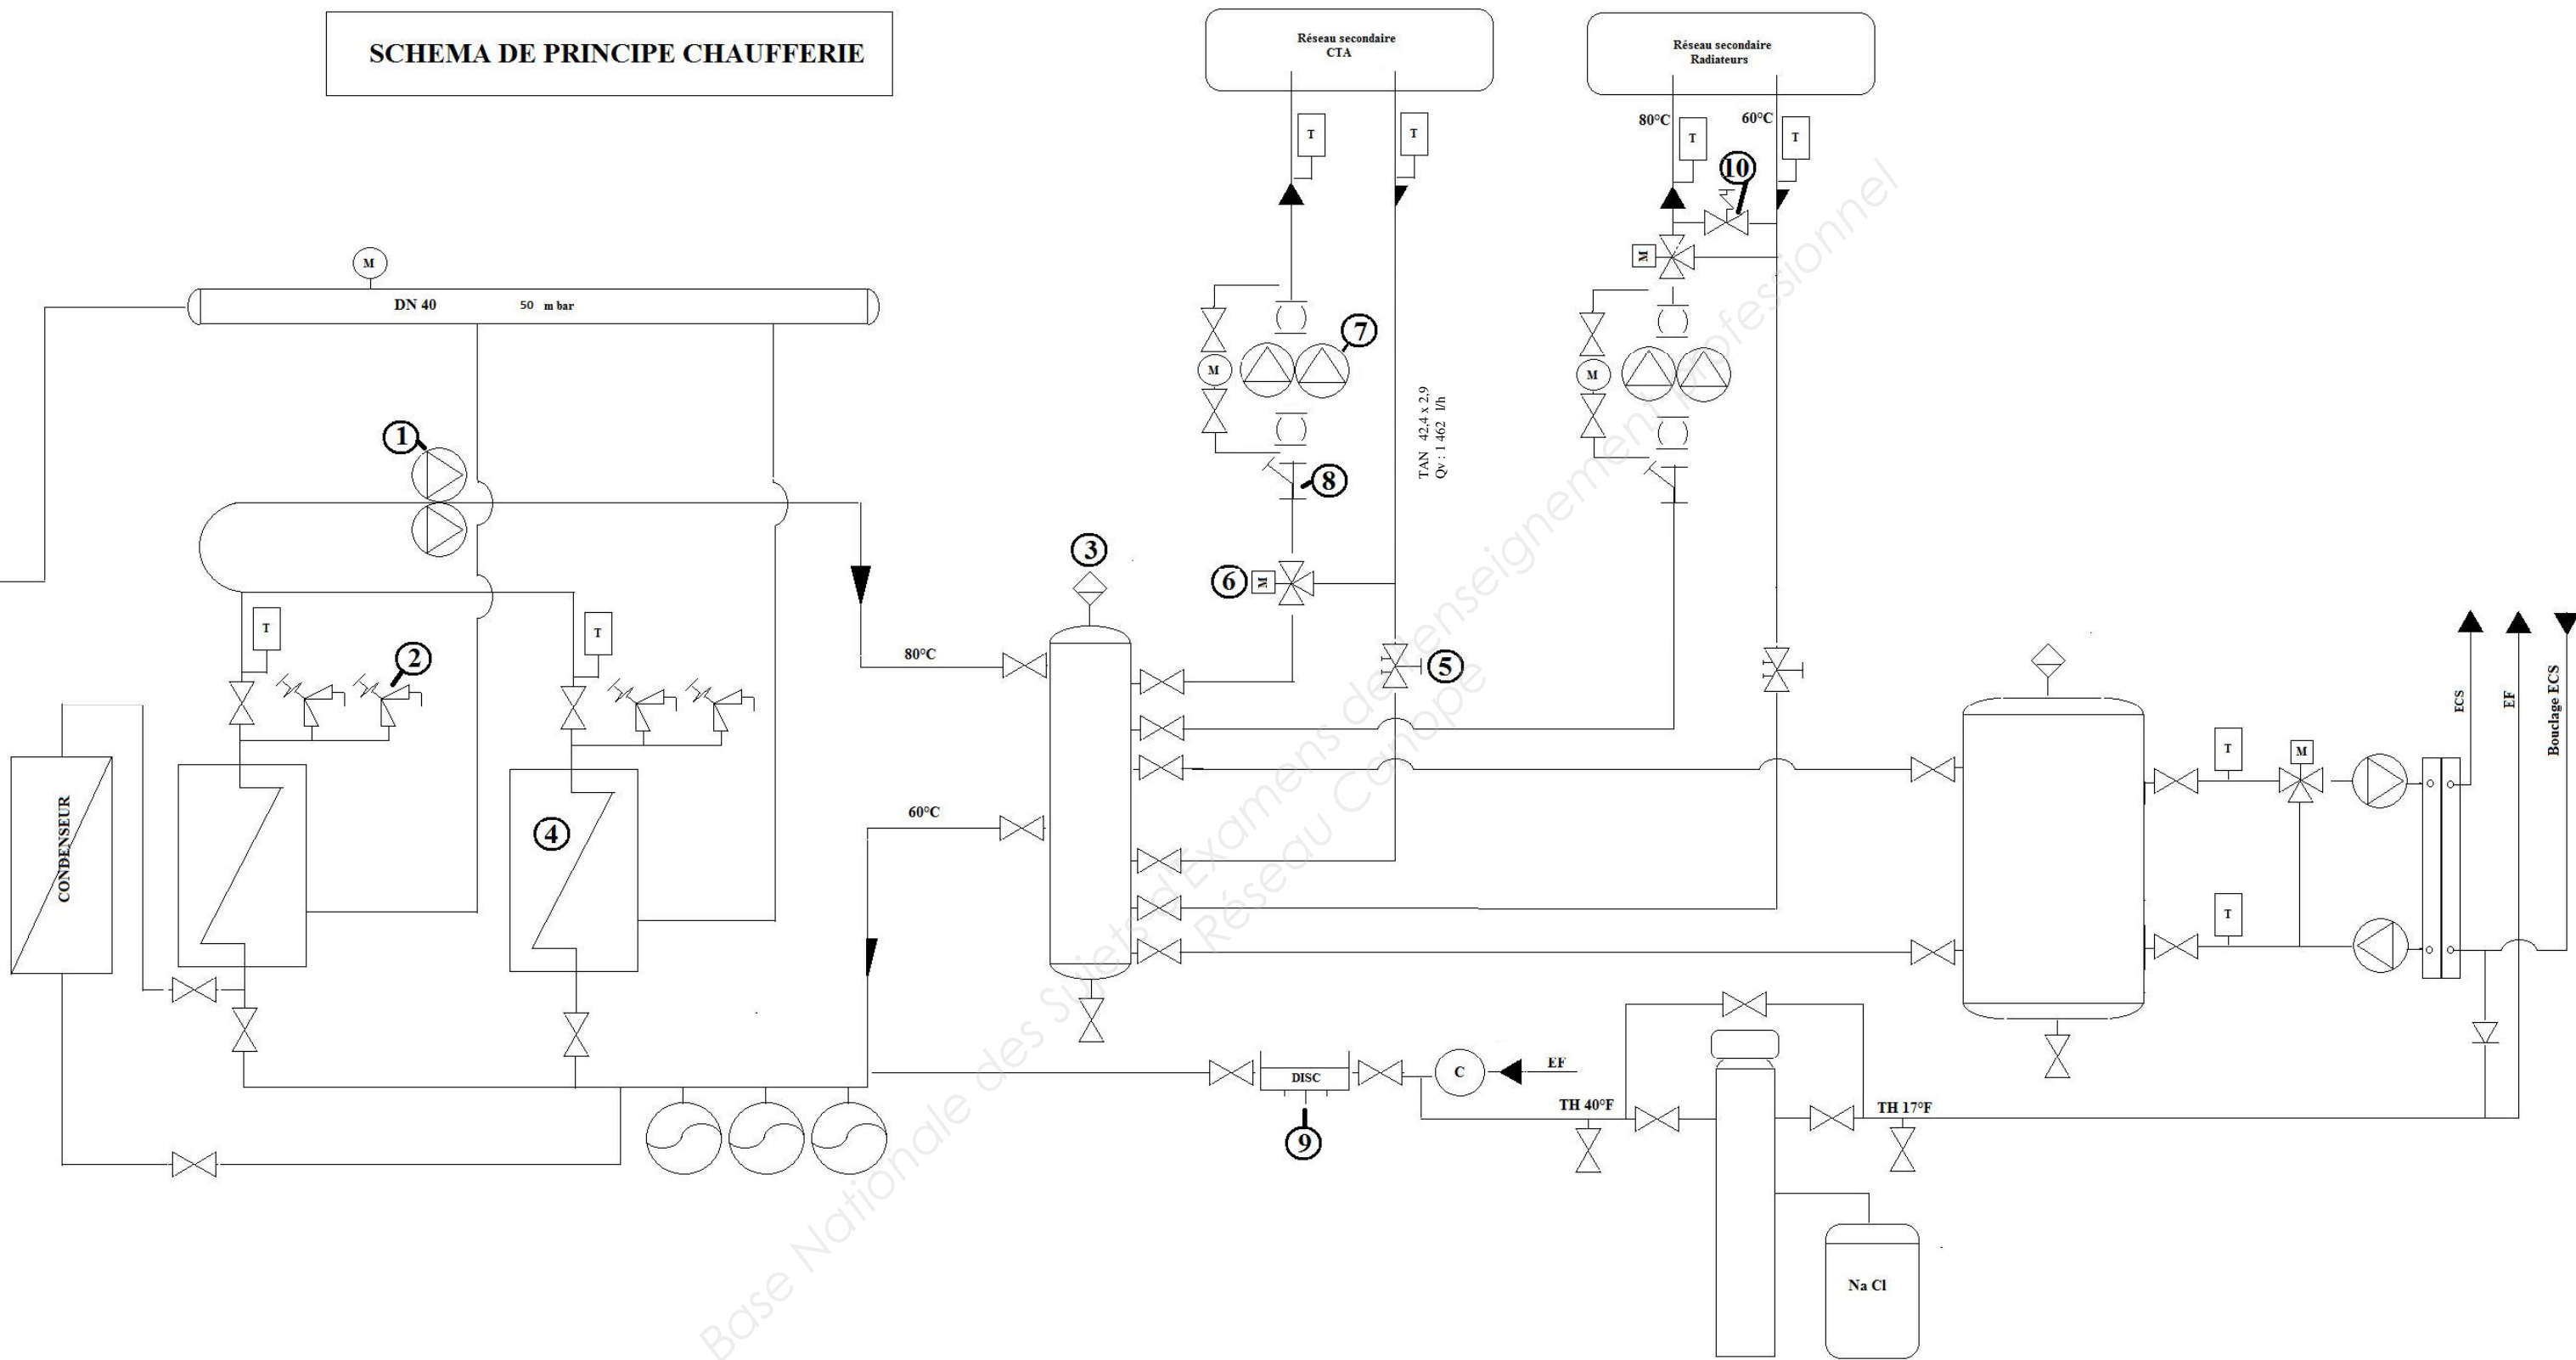 SCHEMA DE PRINCIPE CHAUFFERIE
Réseau secondaire
CTA
Réseau secondaire
Radiateurs
T
T
80°C
T
60°C
T
10
M
DN 40
50 m bar
M
7
M
M
1
TAN 42,4 x 2,9
Qv : 1 462 l/h
8
3
6
M
T
T
2
80°C
5
ECS
EF
Bouclage ECS
T
M
CONDENSEUR
4
60°C
T
DISC
C
EF
9
TH 40°F
TH 17°F
Na Cl
Base Nationale des Sujets d'Examens de l'enseignement professionnel
Réseau Canopé